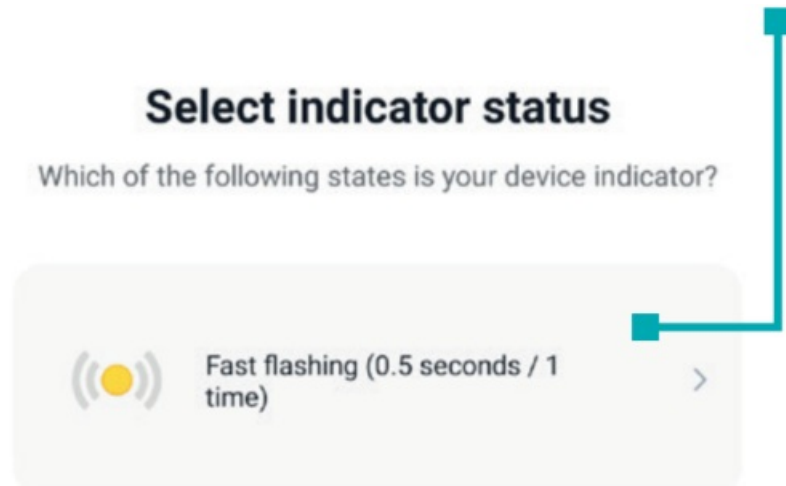 Select indicator status
Which of the following states is your device indicator?
Fast flashing (0.5 seconds / 1
time)